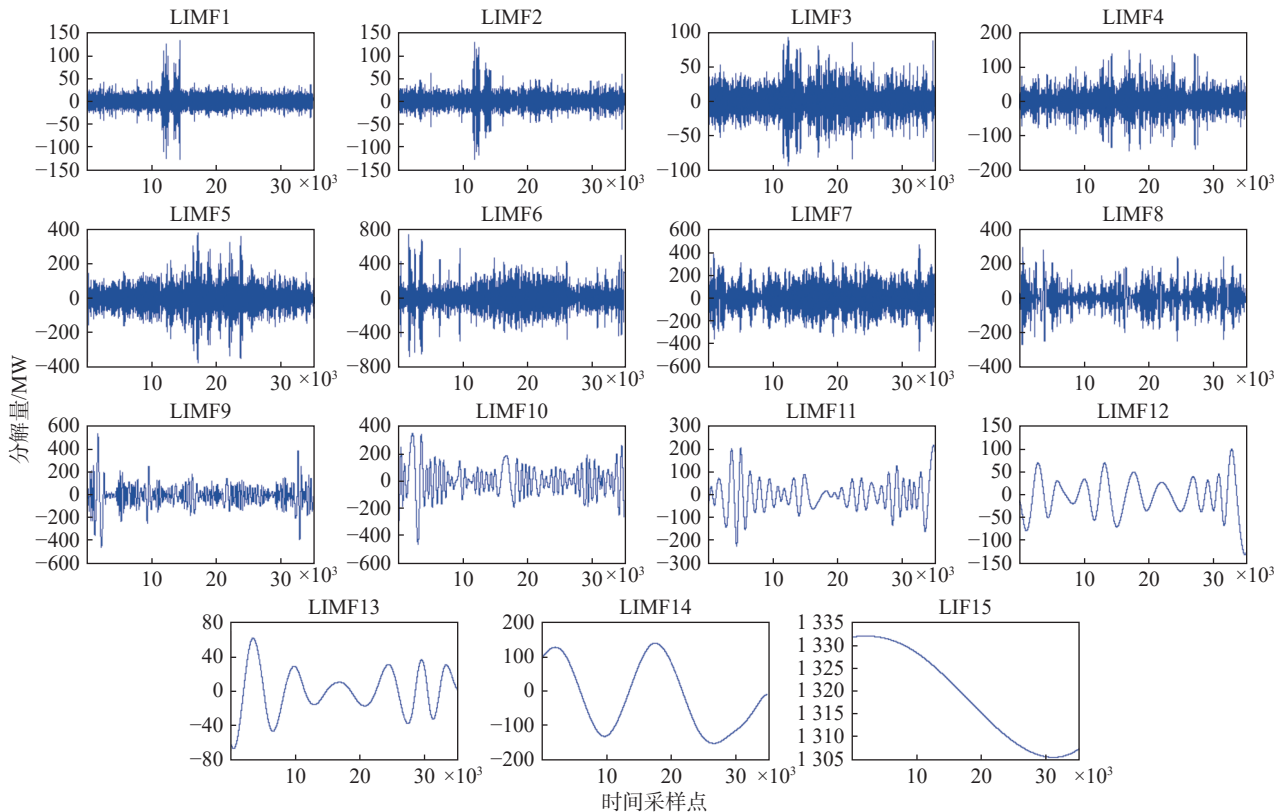 LIMF1 LIMF2 LIMF3 LIMF4
150 150 100 200
100 100
50 50 50 100
0 0 0 0
−50 −50 −50 −100
−100 −100
150 150 100 −200
10 20 30 ×10³ 10 20 30 ×10³ 10 20 30 ×10³ 10 20 30 ×10³
LIMF5 LIMF6 LIMF7 LIMF8
400 800 600 400
200 400 400 200
200
0 0 0 0
−200
−200 −400 −400 −200
−400 −800 −600 −400
10 20 30 ×10³ 10 20 30 ×10³ 10 20 30 ×10³ 10 20 30 ×10³
分解量/MW
LIMF9 LIMF10 LIMF11 LIMF12
600 400 300 150
400 200 200 100
200 100 50
0 0 0 0
−200 −200 −100 −50
−400 −400 −200 −100
−600 −600 300 −150
10 20 30 ×10³ 10 20 30 ×10³ 10 20 30 ×10³ 10 20 30 ×10³
LIMF13 LIMF14 LIF15
80 200 1 335
1 330
40 100 1 325
0 0 1 320
−40 −100 1 315
1 310
−80 −200 1 305
10 20 30 ×10³ 10 20 30 ×10³ 10 20 30 ×10³
时间采样点